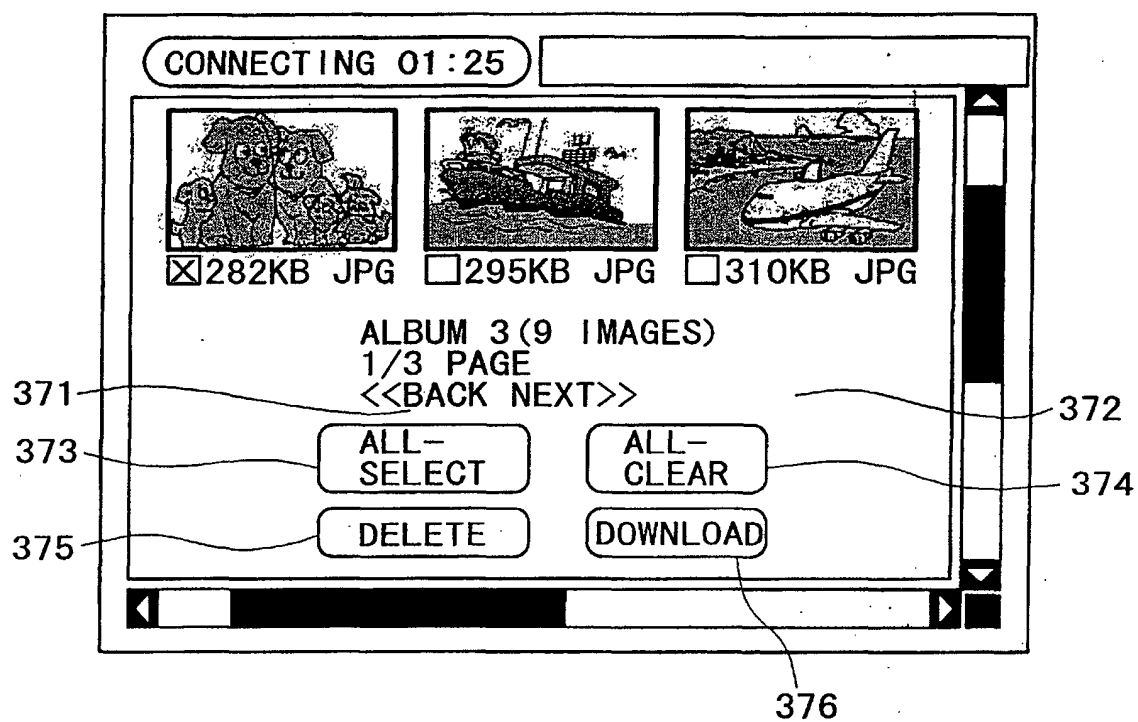 CONNECTING 01:25
282KB JPG
295KB JPG
310KB JPG
ALBUM 3(9 IMAGES)
1/3 PAGE
<<BACK NEXT>>
371
372
373
ALL-
SELECT
ALL-
CLEAR
374
375
DELETE
DOWNLOAD
376